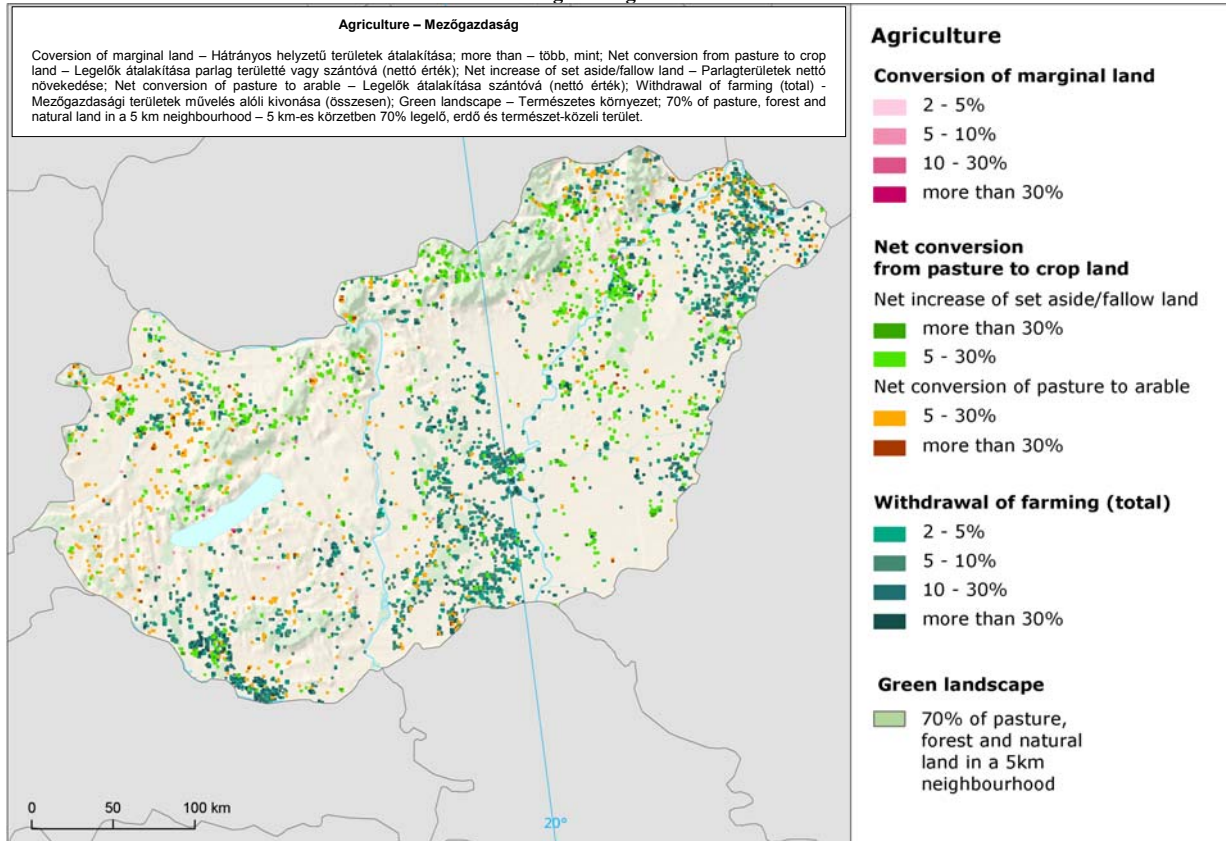 Agriculture – Mezőgazdaság
Coversion of marginal land – Hátrányos helyzetű területek átalakítása; more than – több, mint; Net conversion from pasture to crop
land – Legelők átalakítása parlag területté vagy szántóvá (nettó érték); Net increase of set aside/fallow land – Parlagterületek nettó
növekedése; Net conversion of pasture to arable – Legelők átalakítása szántóvá (nettó érték); Withdrawal of farming (total) -
Mezőgazdasági területek művelés alóli kivonása (összesen); Green landscape – Természetes környezet; 70% of pasture, forest and
natural land in a 5 km neighbourhood – 5 km-es körzetben 70% legelő, erdő és természet-közeli terület.
0 50 100 km
20°
Agriculture
Conversion of marginal land
2 - 5%
5 - 10%
10 - 30%
more than 30%
Net conversion
from pasture to crop land
Net increase of set aside/fallow land
more than 30%
5 - 30%
Net conversion of pasture to arable
5 - 30%
more than 30%
Withdrawal of farming (total)
2 - 5%
5 - 10%
10 - 30%
more than 30%
Green landscape
70% of pasture,
forest and natural
land in a 5km
neighbourhood